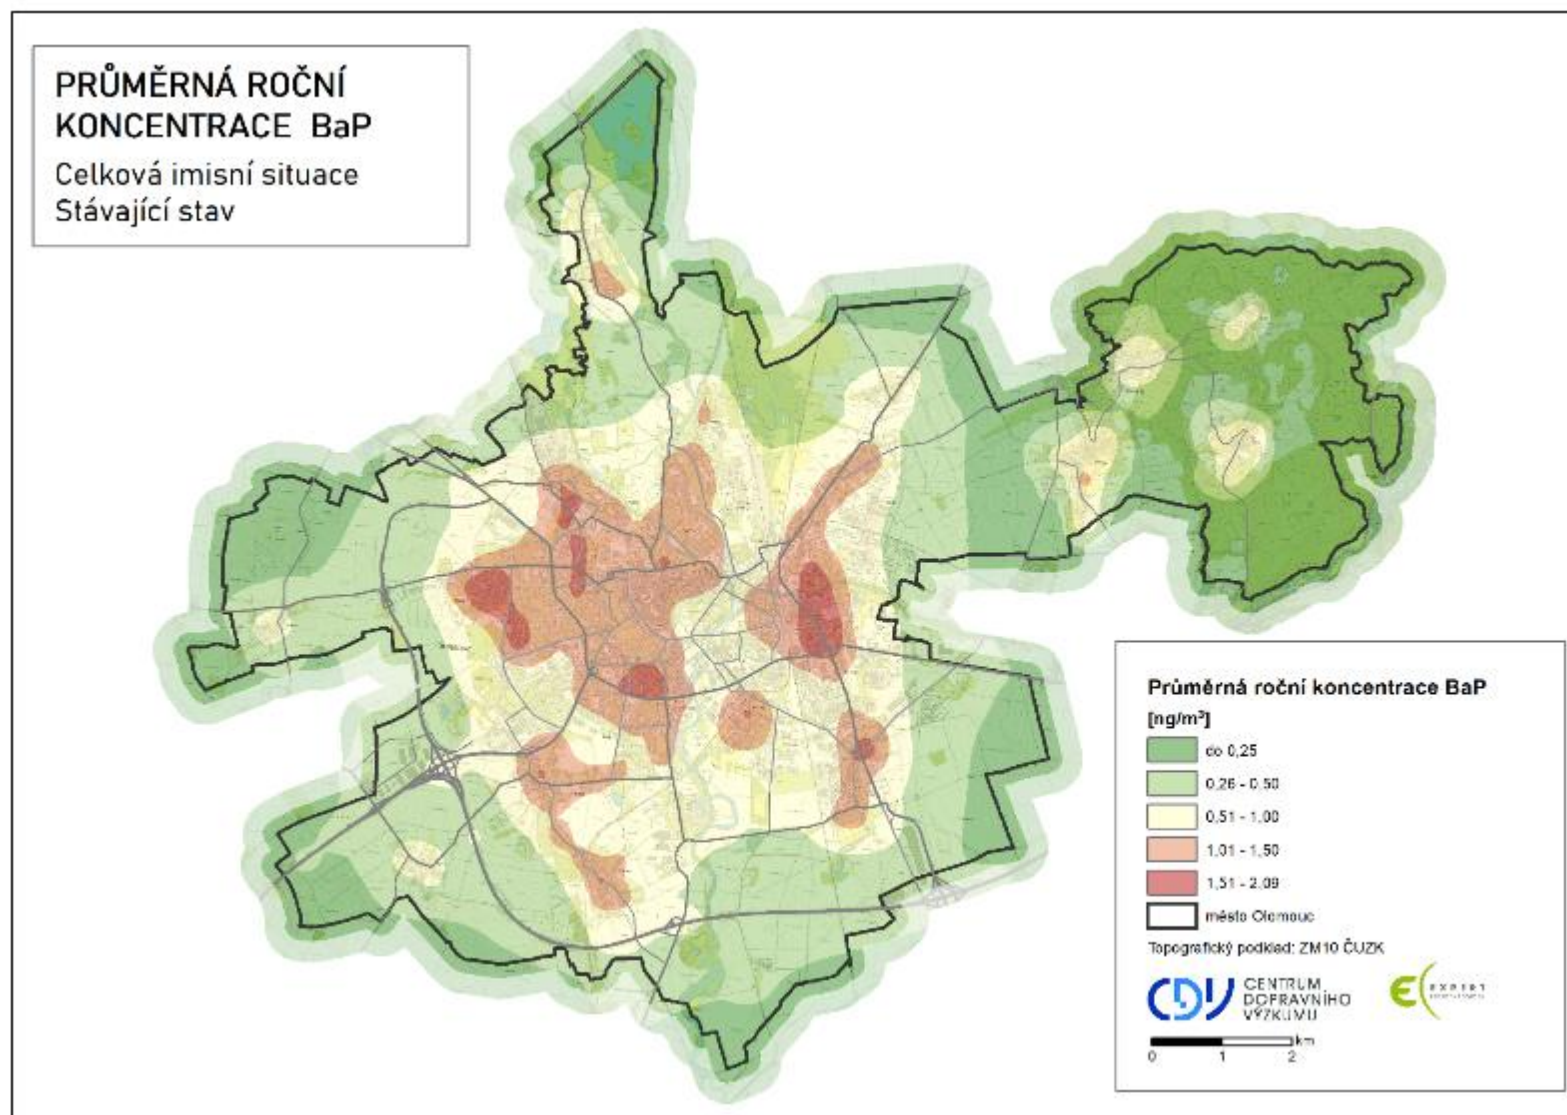 PRŮMĚRNÁ ROČNÍ
KONCENTRACE BaP
Celková imisní situace
Stávající stav
Průměrná roční koncentrace BaP
[ng/m³]
do 0,25
0,26 - 0,50
0,51 - 1,00
1,01 - 1,50
1,51 - 2,09
město Olomouc
Topografický podklad: ZM10 ČUZK
CDV CENTRUM
DOPRAVNÍHO
VÝZKUMU
EXPERT
km
0 1 2